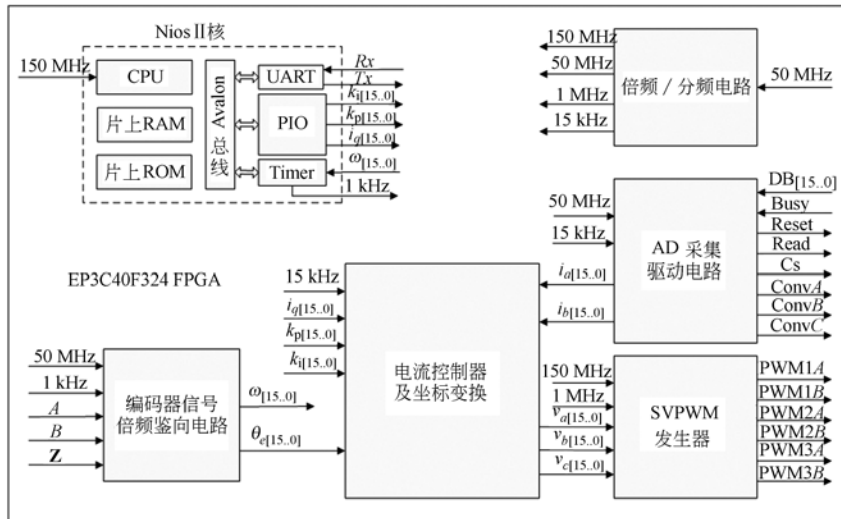 Nios II核
150 MHz
CPU
片上RAM
片上ROM
Avalon
总线
UART
PIO
Timer
Rx
Tx
ki[15..0]
kp[15..0]
iq[15..0]
ω[15..0]
1 kHz
150 MHz
50 MHz
1 MHz
15 kHz
倍频/分频电路
50 MHz
50 MHz
15 kHz
ia[15..0]
ib[15..0]
AD 采集
驱动电路
DB[15..0]
Busy
Reset
Read
Cs
ConvA
ConvB
ConvC
EP3C40F324 FPGA
15 kHz
iq[15..0]
kp[15..0]
ki[15..0]
电流控制器
及坐标变换
50 MHz
1 kHz
A
B
Z
编码器信号
倍频鉴向电路
ω[15..0]
θe[15..0]
150 MHz
1 MHz
va[15..0]
vb[15..0]
vc[15..0]
SVPWM
发生器
PWM1A
PWM1B
PWM2A
PWM2B
PWM3A
PWM3B